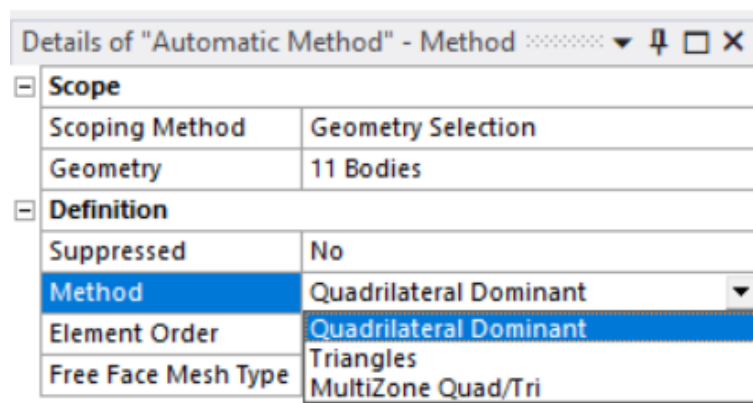 Details of "Automatic Method" - Method
Scope
Scoping Method Geometry Selection
Geometry 11 Bodies
Definition
Suppressed No
Method Quadrilateral Dominant
Element Order Quadrilateral Dominant
Triangles
Free Face Mesh Type MultiZone Quad/Tri